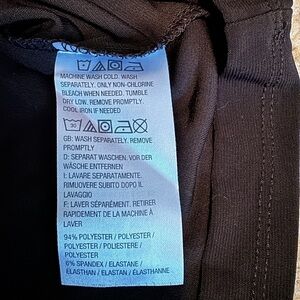 MACHINE WASH COLD. WASH
SEPARATELY. ONLY NON-CHLORINE
BLEACH WHEN NEEDED. TUMBLE
DRY LOW. REMOVE PROMPTLY.
COOL IRON IF NEEDED
30
GB: WASH SEPARATELY. REMOVE
PROMPTLY
D: SEPARAT WASCHEN. VOR DER
WÄSCHE ENTFERNEN
I: LAVARE SEPARATAMENTE.
RIMUOVERE SUBITO DOPO IL
LAVAGGIO
F: LAVER SÉPARÉMENT. RETIRER
RAPIDEMENT DE LA MACHINE À
LAVER
94% POLYESTER / POLYESTER /
POLYESTER / POLIESTERE /
POLYESTER
6% SPANDEX / ELASTANE /
ELASTHAN / ELASTAN / ELASTHANNE